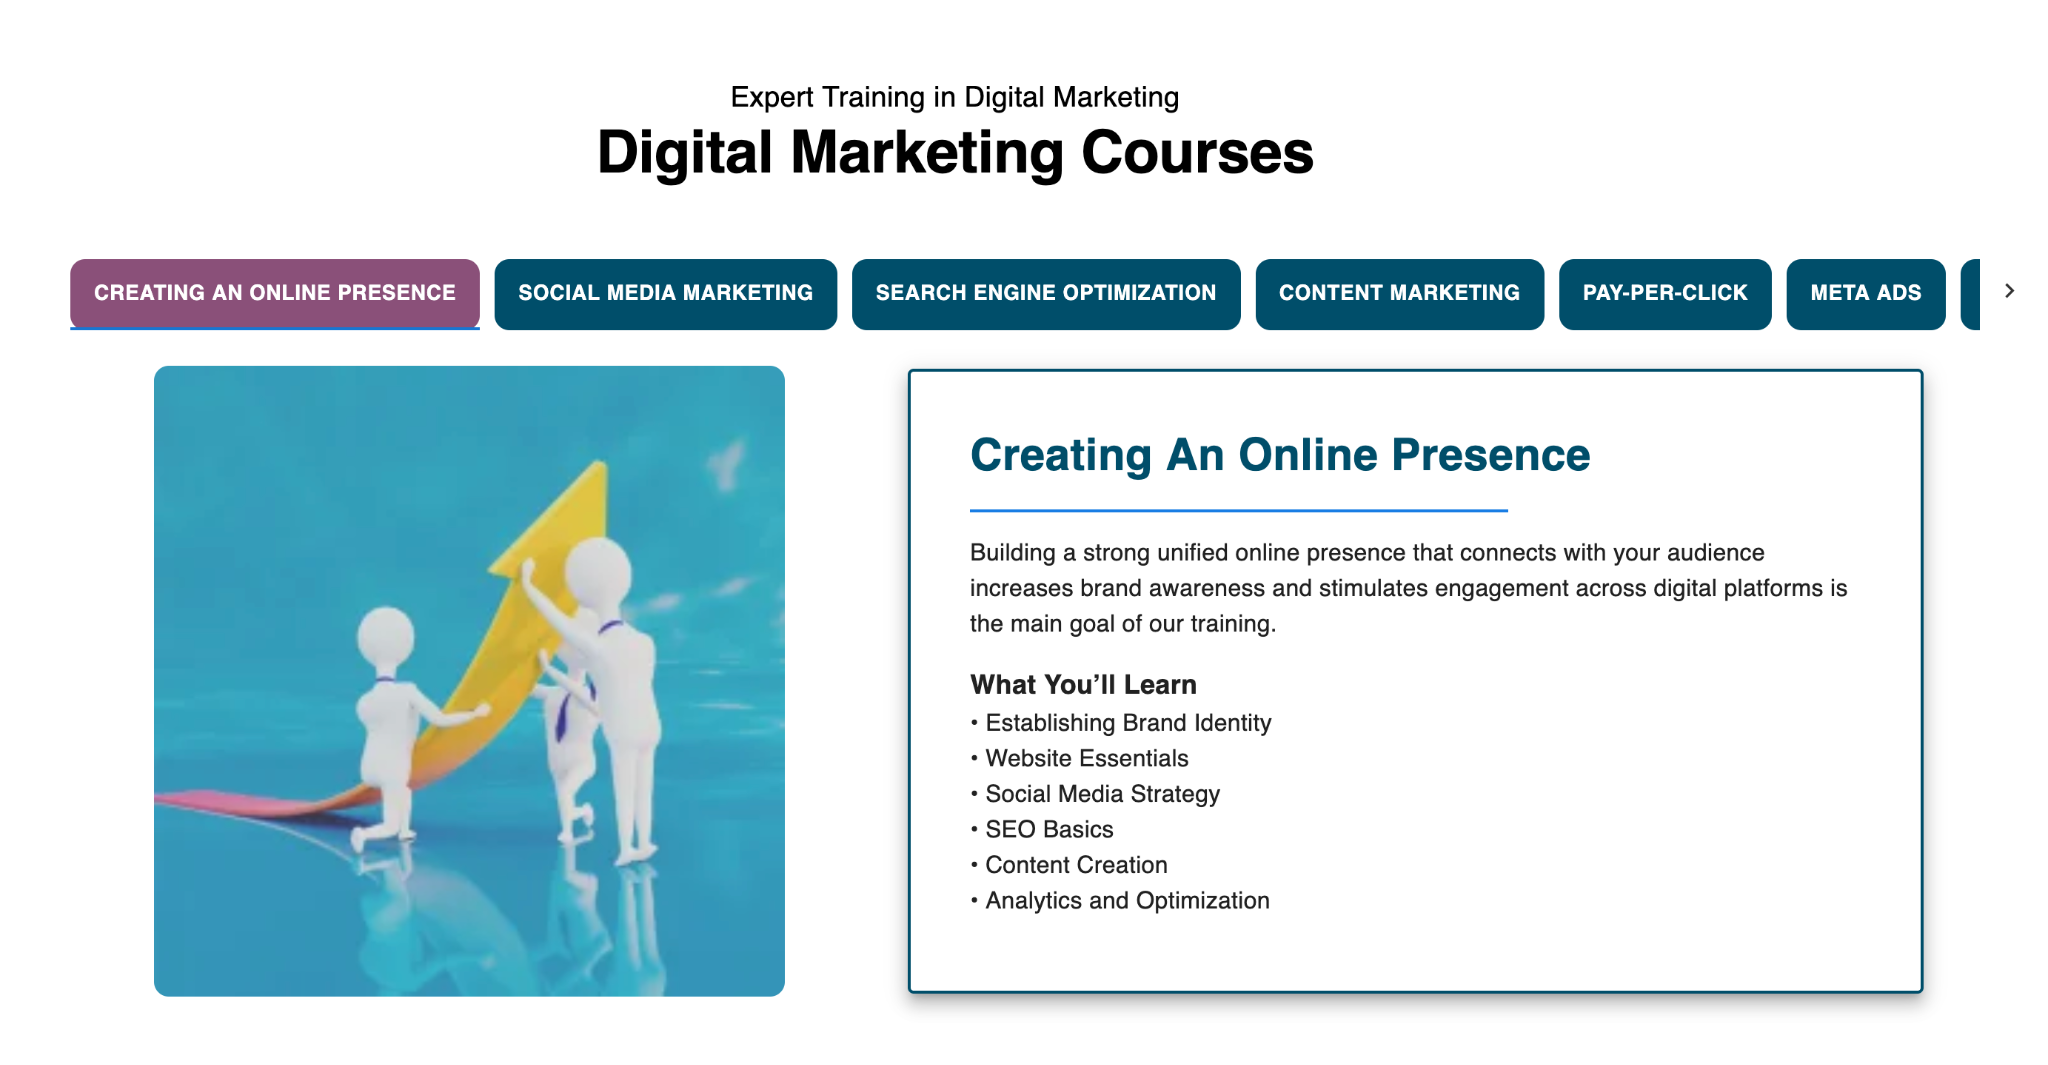 Expert Training in Digital Marketing
Digital Marketing Courses
CREATING AN ONLINE PRESENCE
SOCIAL MEDIA MARKETING
SEARCH ENGINE OPTIMIZATION
CONTENT MARKETING
PAY-PER-CLICK
META ADS
Creating An Online Presence
Building a strong unified online presence that connects with your audience
increases brand awareness and stimulates engagement across digital platforms is
the main goal of our training.
What You’ll Learn
• Establishing Brand Identity
• Website Essentials
• Social Media Strategy
• SEO Basics
• Content Creation
• Analytics and Optimization